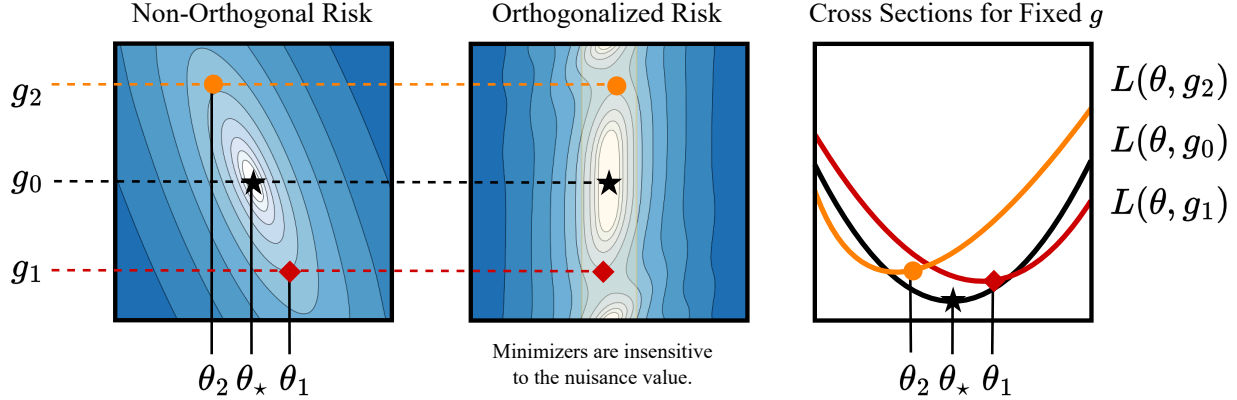 Non-Orthogonal Risk
Orthogonalized Risk
Cross Sections for Fixed g
g₂
g₀
g₁
L(θ, g₂)
L(θ, g₀)
L(θ, g₁)
θ₂ θ⋆ θ₁
Minimizers are insensitive
to the nuisance value.
θ₂ θ⋆ θ₁